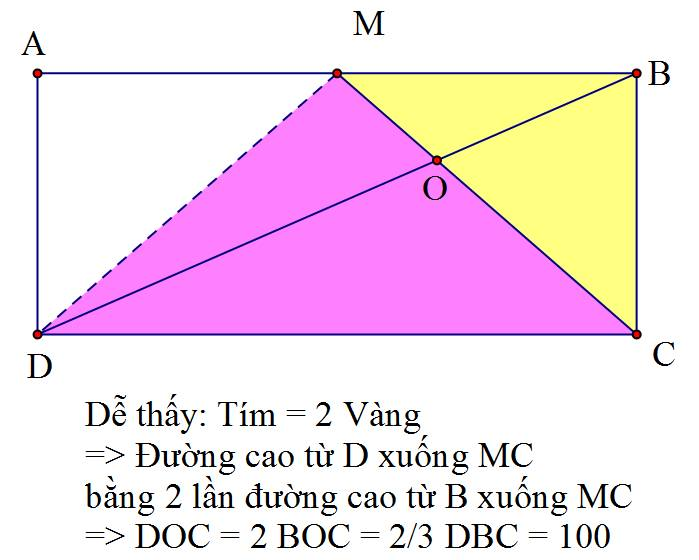 M
A
B
O
D
C
Dễ thấy: Tím = 2 Vàng
=> Đường cao từ D xuống MC
bằng 2 lần đường cao từ B xuống MC
=> DOC = 2 BOC = 2/3 DBC = 100